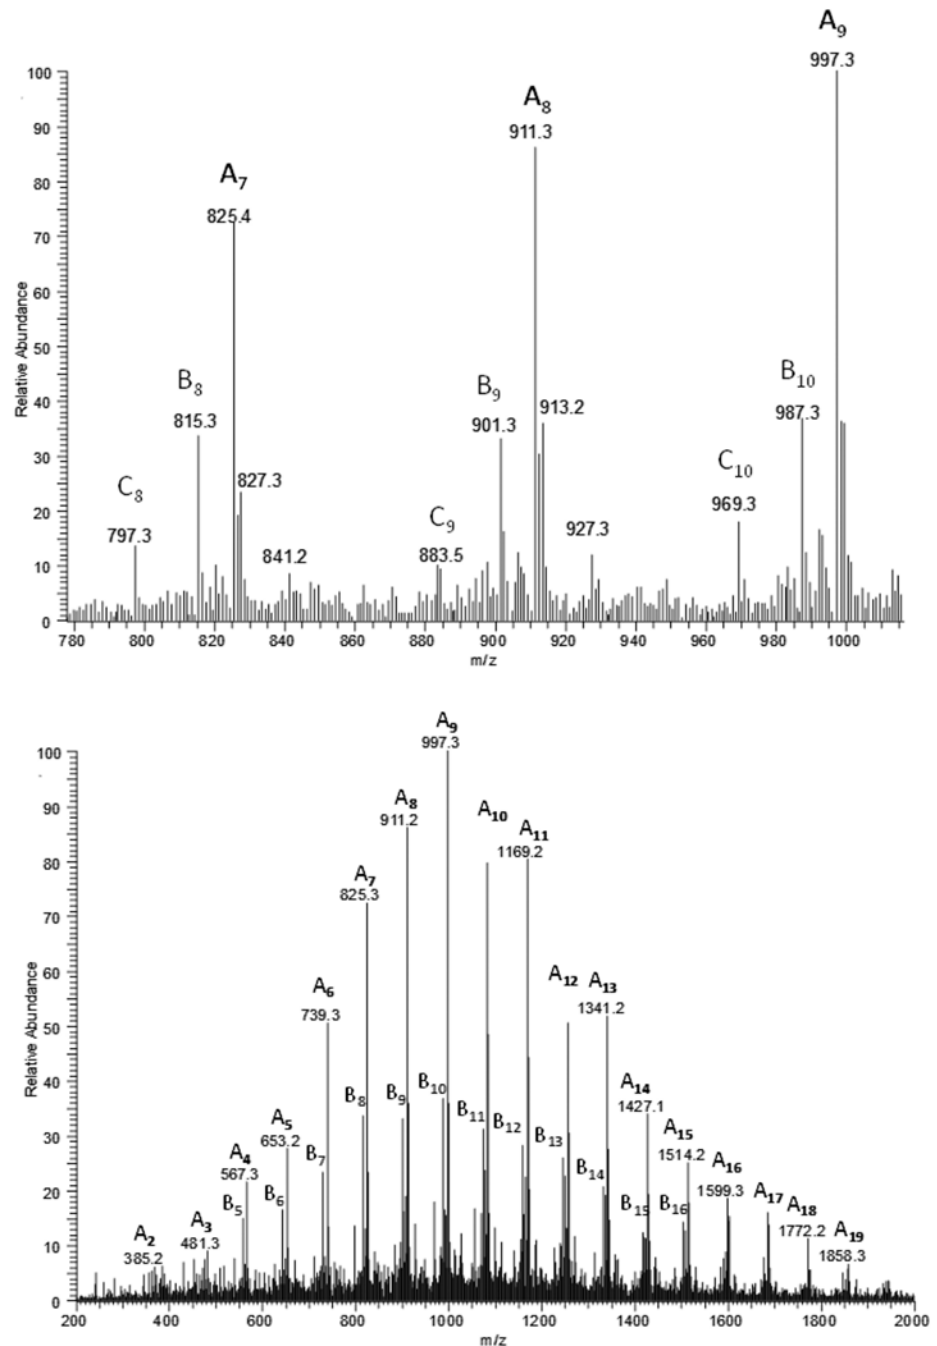 A9
997.3
A8
911.3
A7
825.4
B8
815.3
B9
901.3
913.2
B10
987.3
C8
797.3
827.3
841.2
C9
883.5
927.3
C10
969.3
100
90
80
70
60
50
40
30
20
10
0
Relative Abundance
780 800 820 840 860 880 900 920 940 960 980 1000
m/z
A9
997.3
A8
911.2
A10
A11
1169.2
A7
825.3
A6
739.3
A12
A13
1341.2
B8
B9
B10
B11
B12
B13
A14
1427.1
A5
653.2
A15
1514.2
A4
567.3
B7
B14
A16
1599.3
B5
B6
B15
B16
A17
A18
1772.2
A2
385.2
A3
481.3
A19
1858.3
100
90
80
70
60
50
40
30
20
10
0
Relative Abundance
200 400 600 800 1000 1200 1400 1600 1800 2000
m/z